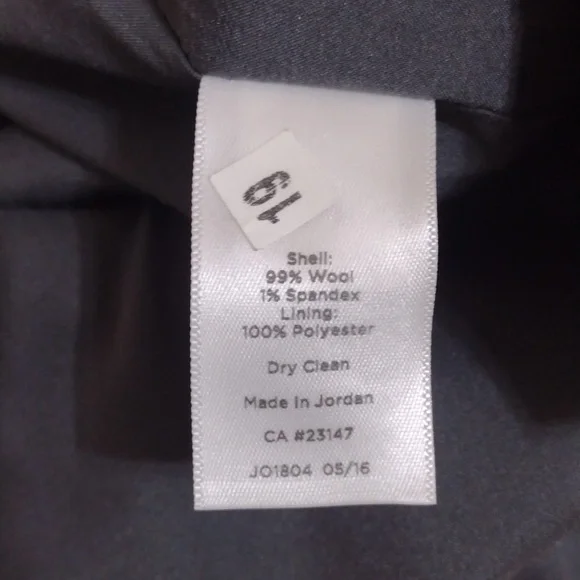 19
Shell:
99% Wool
1% Spandex
Lining:
100% Polyester
Dry Clean
Made In Jordan
CA #23147
JO1804 05/16